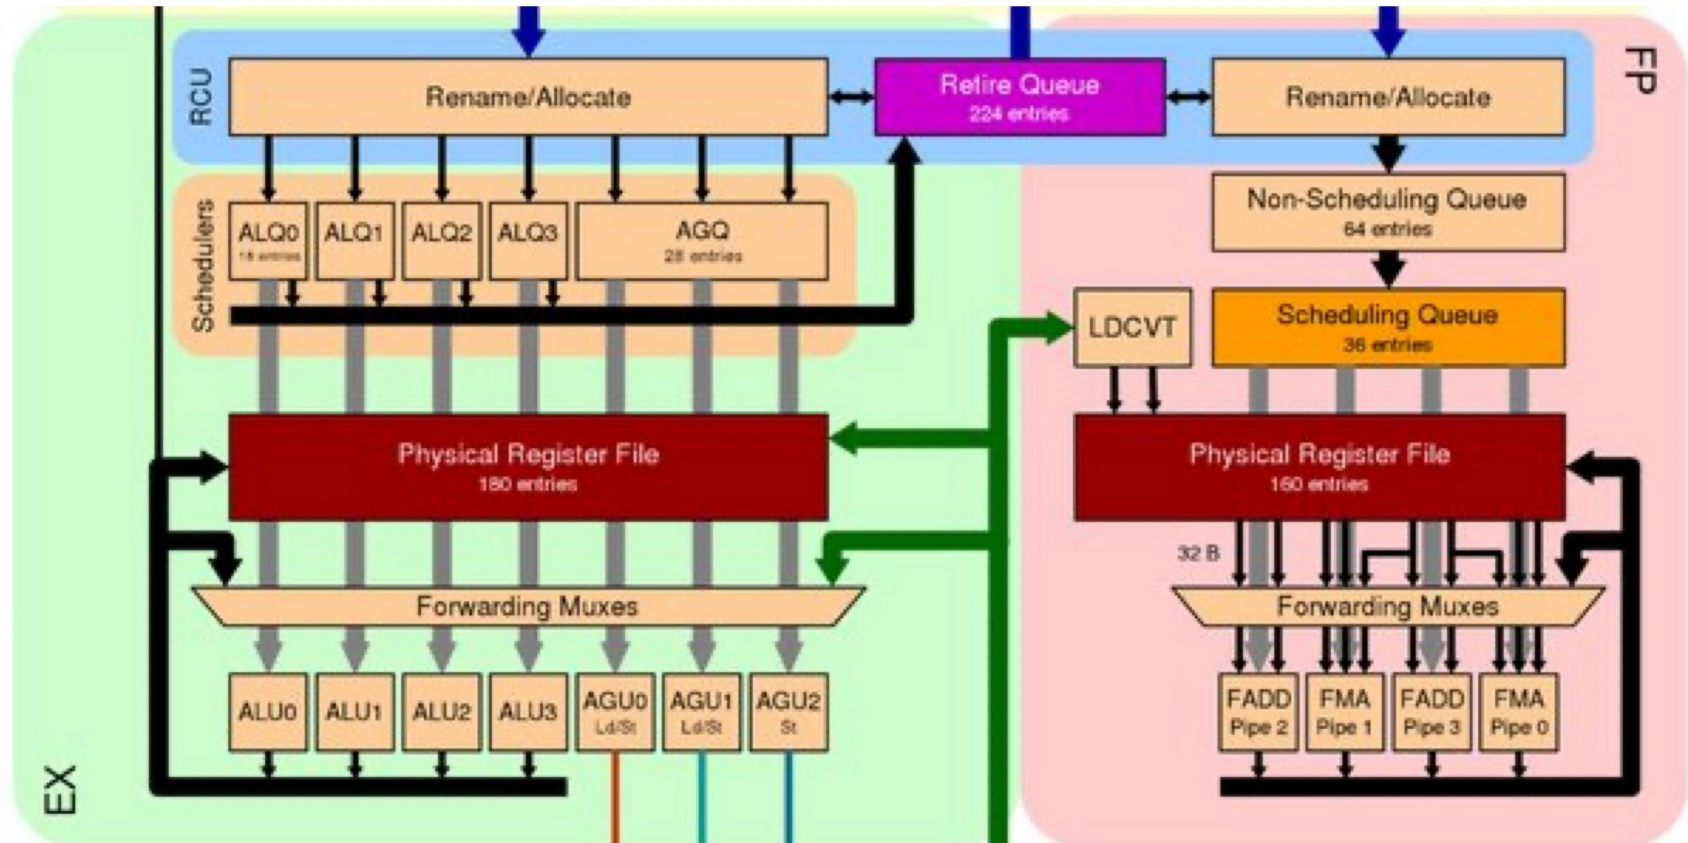 RCU
Rename/Allocate
Retire Queue
224 entries
Rename/Allocate
FP
Schedulers
ALQ0
16 entries
ALQ1
ALQ2
ALQ3
AGQ
28 entries
Non-Scheduling Queue
64 entries
LDCVT
Scheduling Queue
36 entries
Physical Register File
180 entries
Physical Register File
160 entries
32 B
Forwarding Muxes
Forwarding Muxes
ALU0
ALU1
ALU2
ALU3
AGU0
Ld/St
AGU1
Ld/St
AGU2
St
FADD
Pipe 2
FMA
Pipe 1
FADD
Pipe 3
FMA
Pipe 0
EX